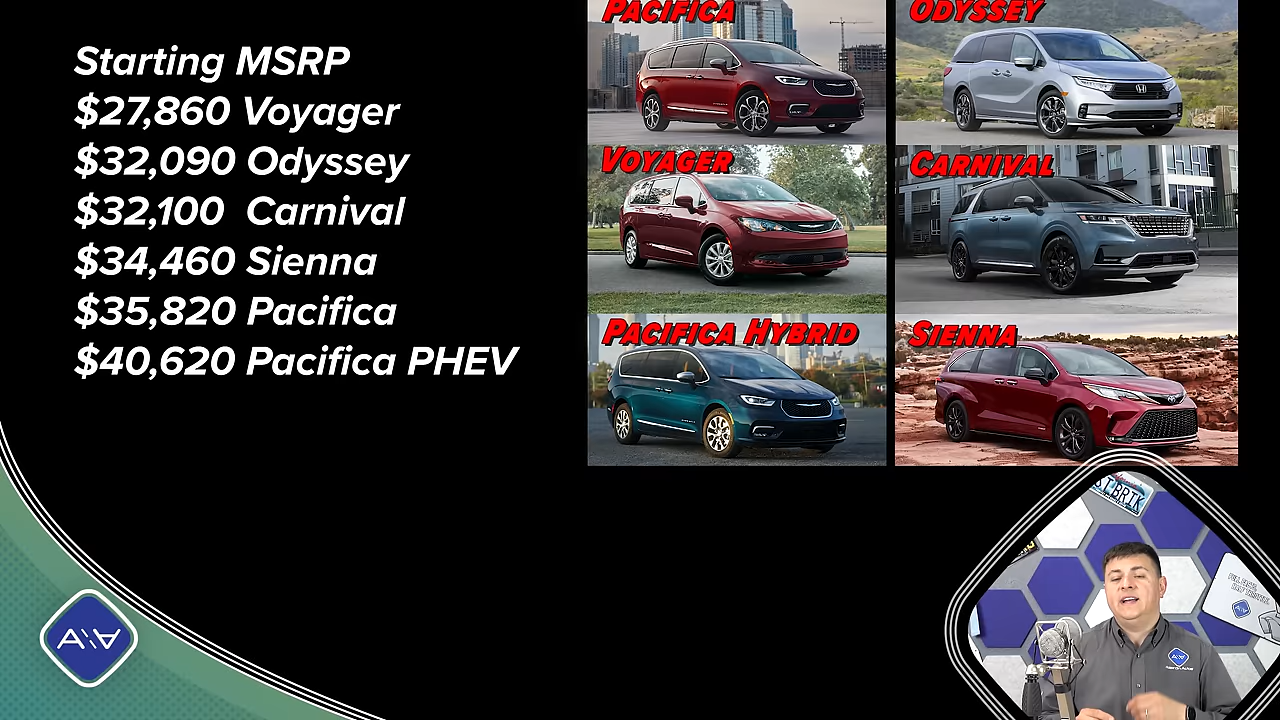 Starting MSRP
$27,860 Voyager
$32,090 Odyssey
$32,100 Carnival
$34,460 Sienna
$35,820 Pacifica
$40,620 Pacifica PHEV
PACIFICA
ODYSSEY
VOYAGER
CARNIVAL
PACIFICA HYBRID
SIENNA